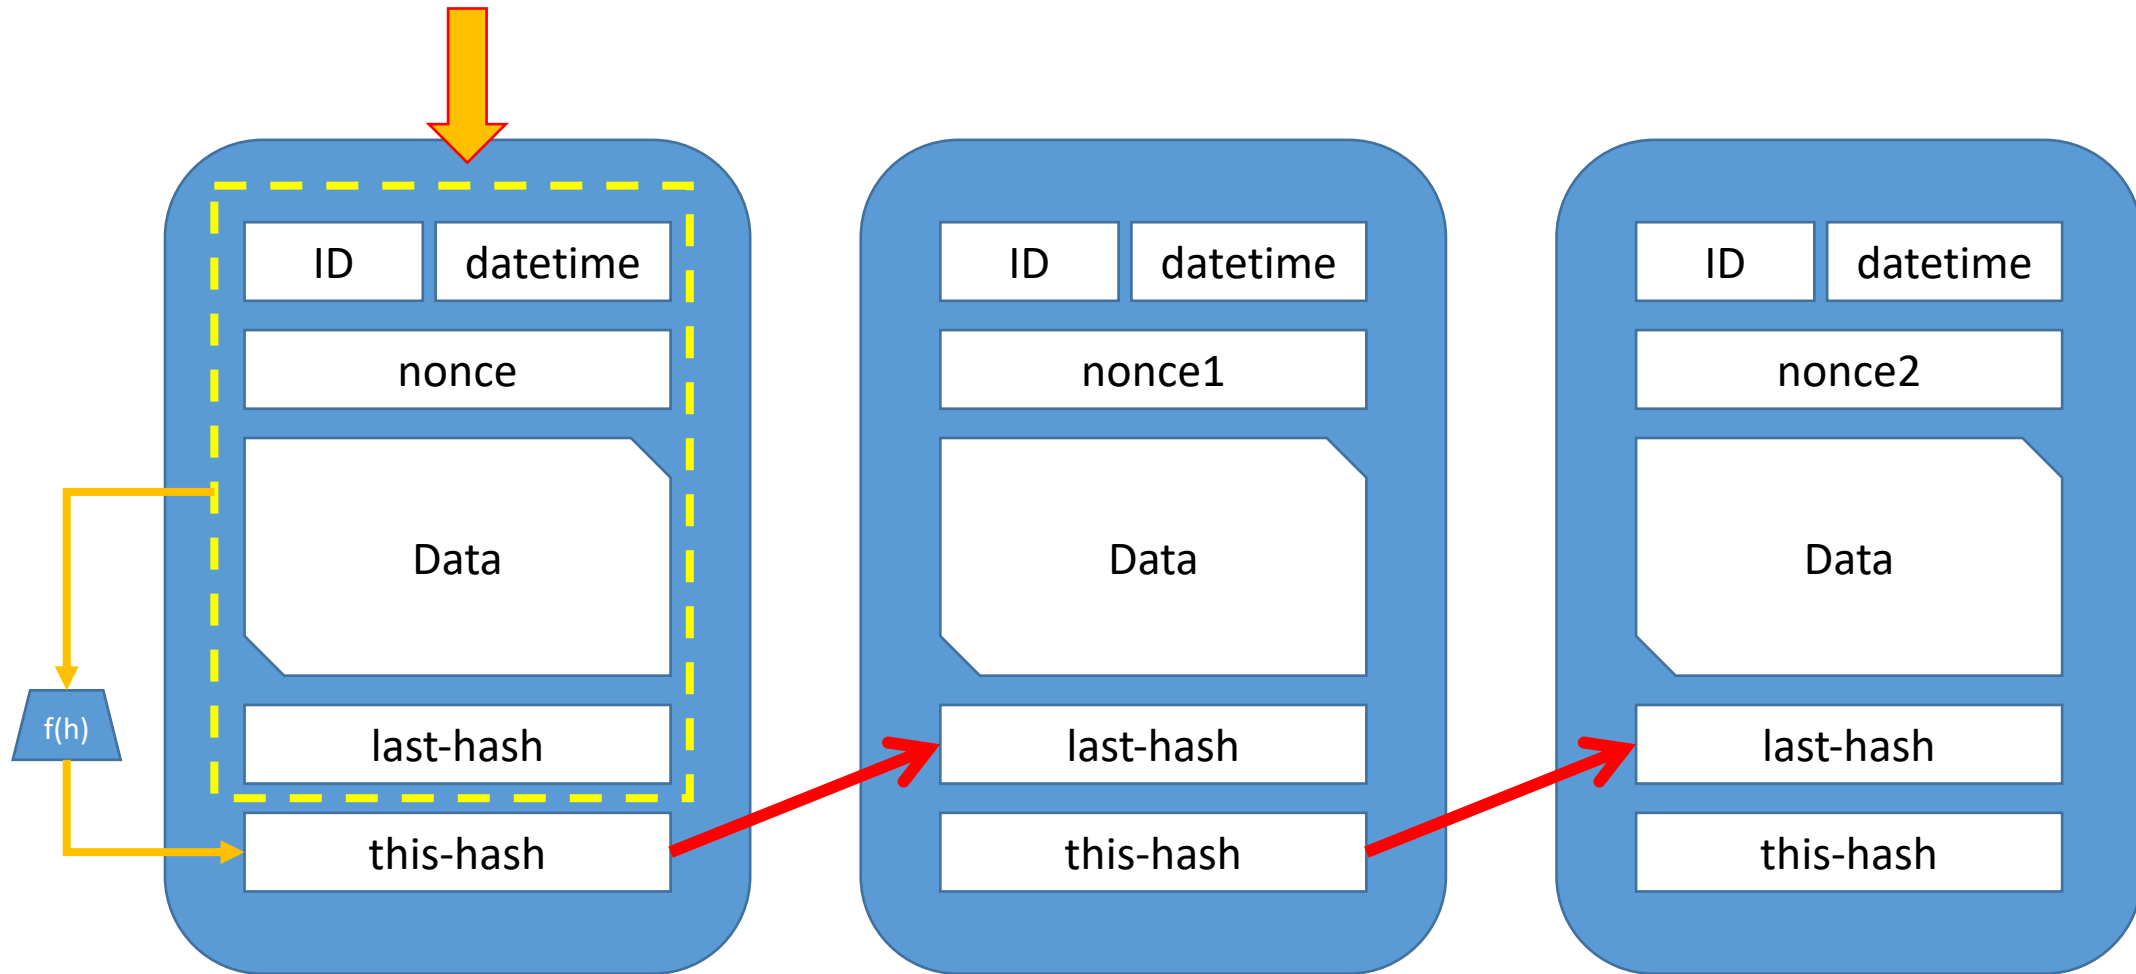 ID
datetime
nonce
Data
last-hash
this-hash
f(h)
ID
datetime
nonce1
Data
last-hash
this-hash
ID
datetime
nonce2
Data
last-hash
this-hash